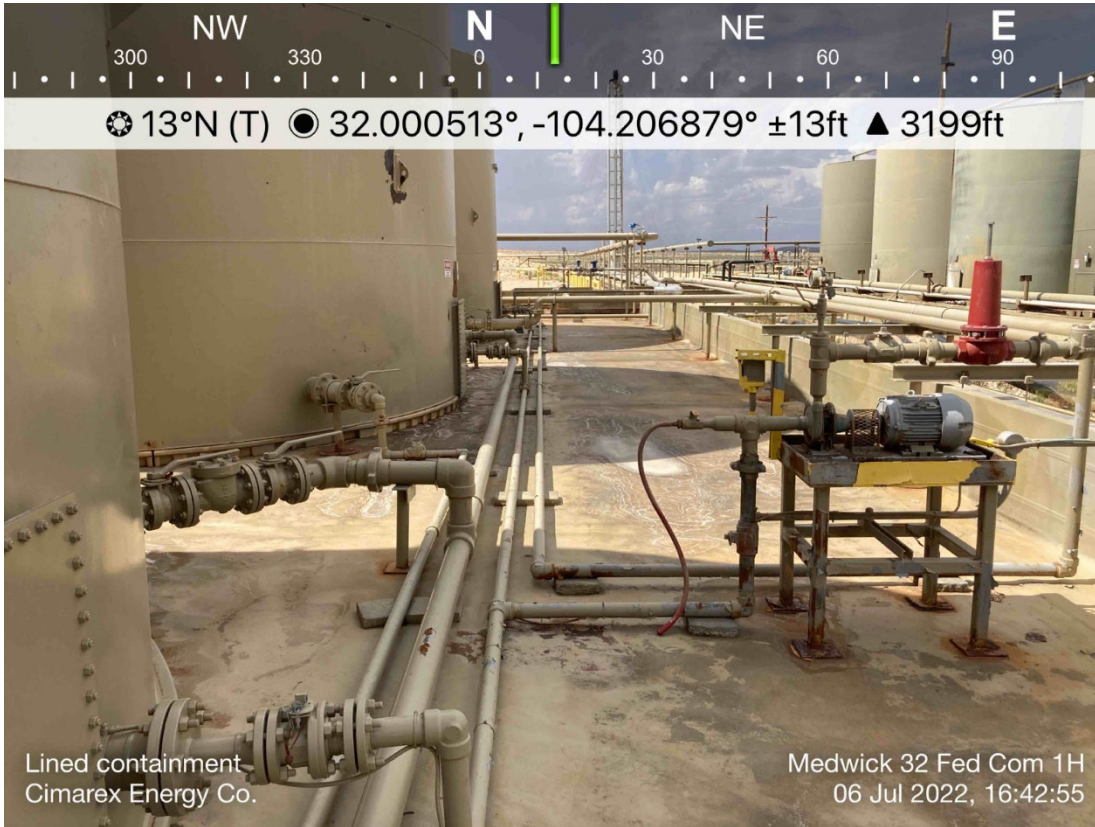 NW N NE E
300 330 0 30 60 90
13°N (T) 32.000513°, -104.206879° ±13ft ▲ 3199ft
Lined containment
Cimarex Energy Co.
Medwick 32 Fed Com 1H
06 Jul 2022, 16:42:55